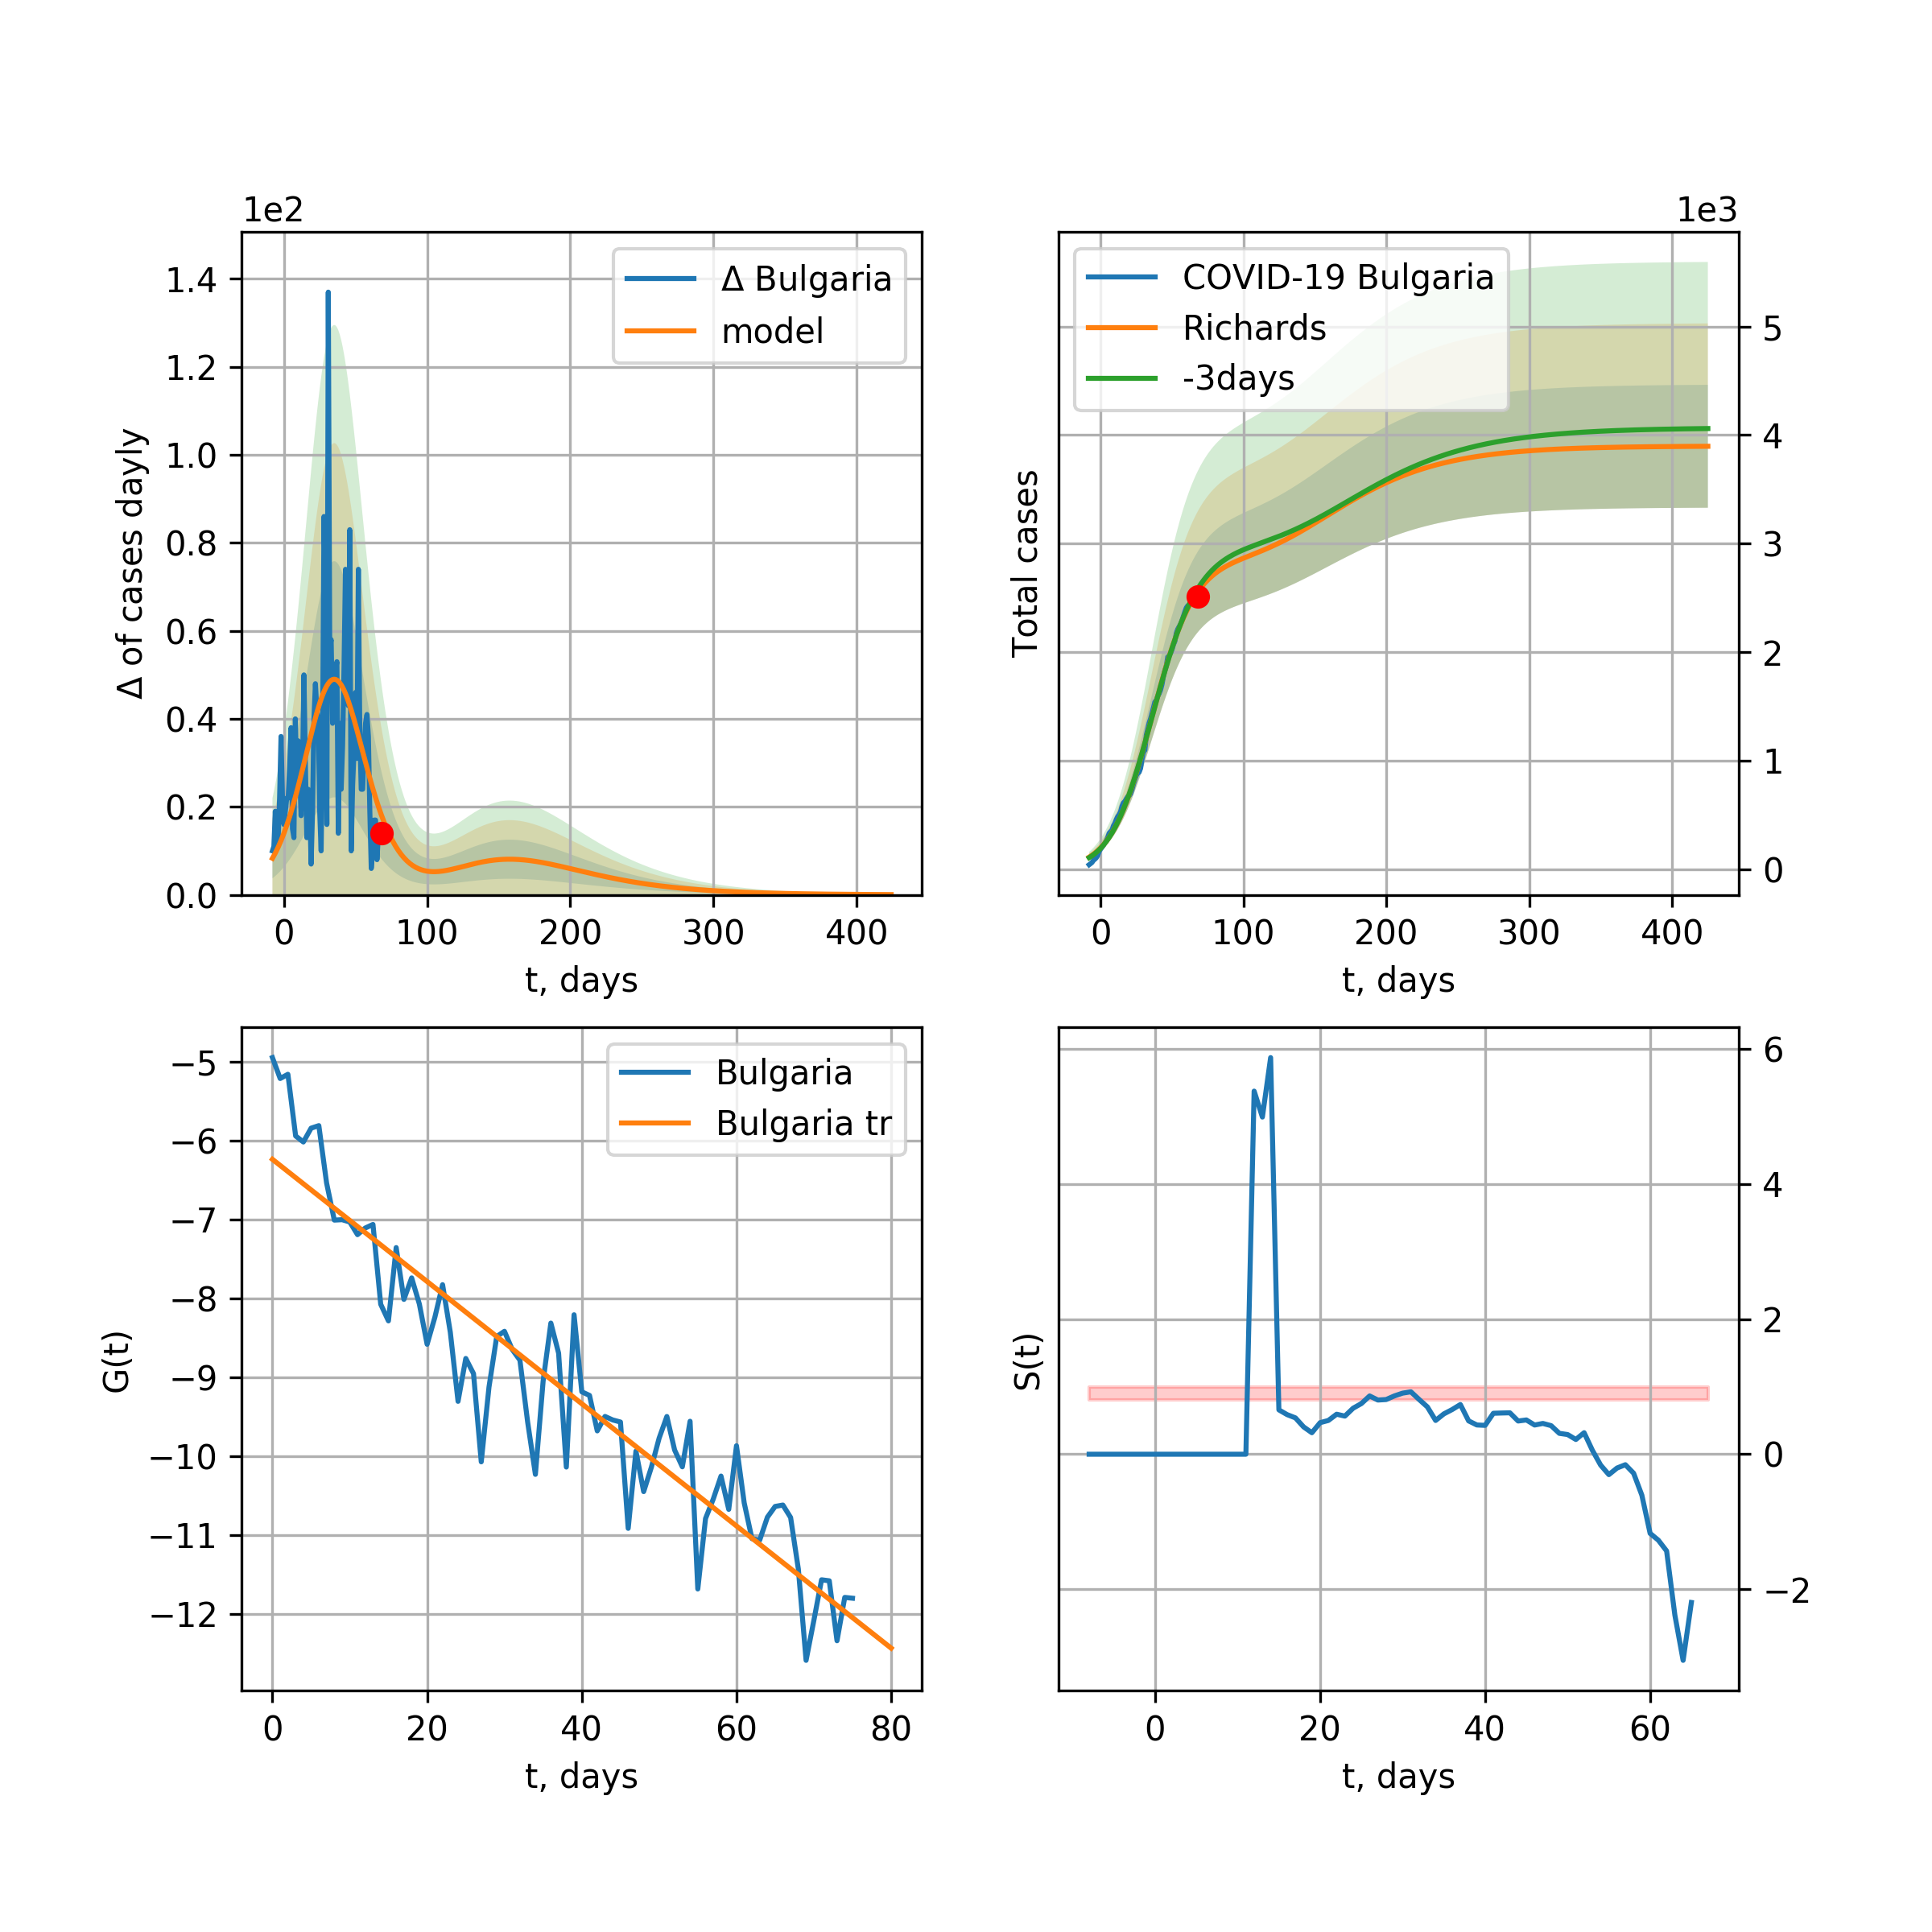 1e2
1.4
1.2
1.0
0.8
0.6
0.4
0.2
0.0
Δ of cases dayly
Δ Bulgaria
model
0 100 200 300 400
t, days
1e3
COVID-19 Bulgaria
Richards
-3days
Total cases
5
4
3
2
1
0
0 100 200 300 400
t, days
−5
−6
−7
−8
−9
−10
−11
−12
G(t)
Bulgaria
Bulgaria tr
0 20 40 60 80
t, days
S(t)
6
4
2
0
−2
0 20 40 60
t, days